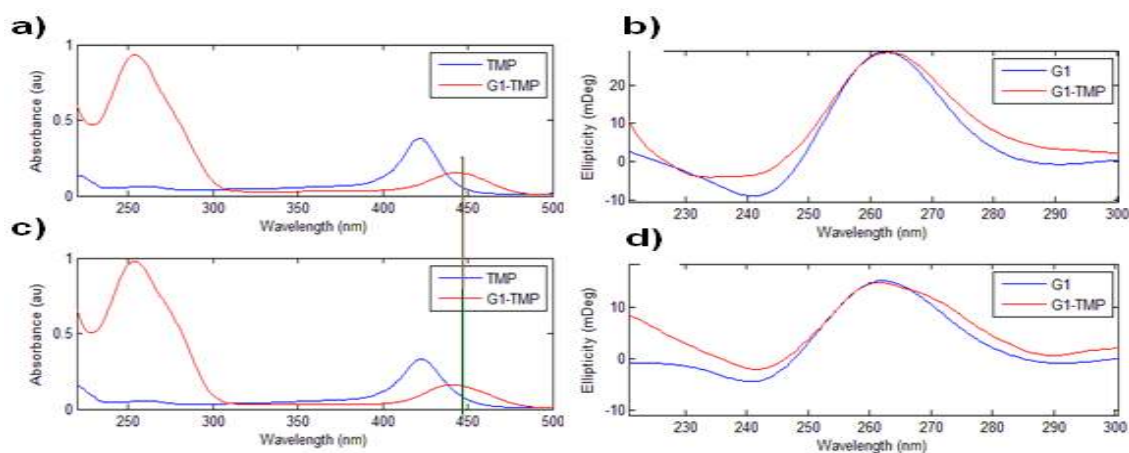 a)
Absorbance (au)
1
0.5
0
TMP
G1-TMP
250 300 350 400 450 500
Wavelength (nm)
b)
Ellipticity (mDeg)
20
10
0
-10
G1
G1-TMP
230 240 250 260 270 280 290 300
Wavelength (nm)
c)
Absorbance (au)
1
0.5
0
TMP
G1-TMP
250 300 350 400 450 500
Wavelength (nm)
d)
Ellipticity (mDeg)
10
0
-10
G1
G1-TMP
230 240 250 260 270 280 290 300
Wavelength (nm)